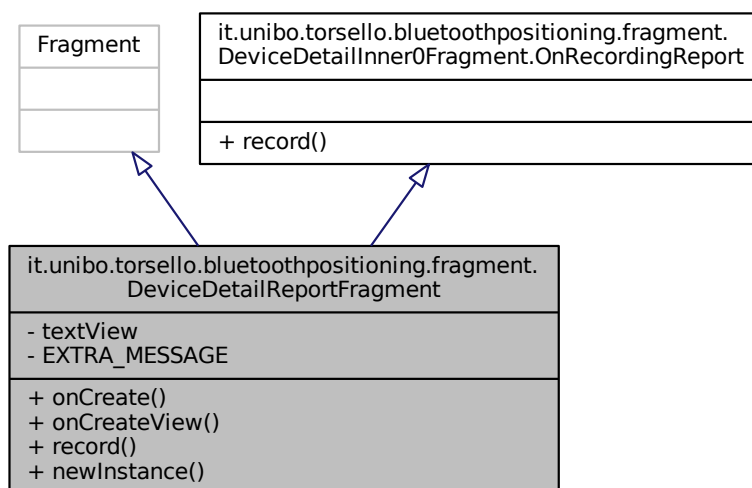 Fragment
it.unibo.torsello.bluetoothpositioning.fragment.
DeviceDetailInner0Fragment.OnRecordingReport
+ record()
it.unibo.torsello.bluetoothpositioning.fragment.
DeviceDetailReportFragment
- textView
- EXTRA_MESSAGE
+ onCreate()
+ onCreateView()
+ record()
+ newInstance()